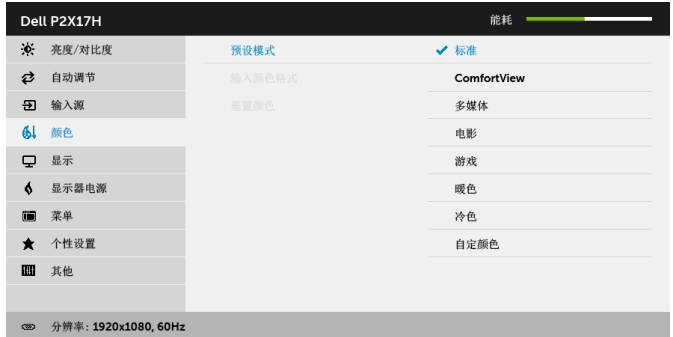 Dell P2X17H 能耗
亮度/对比度 预设模式 标准
自动调节 输入颜色格式 ComfortView
输入源 重置颜色 多媒体
颜色 电影
显示 游戏
显示器电源 暖色
菜单 冷色
个性设置 自定颜色
其他
分辨率: 1920x1080, 60Hz